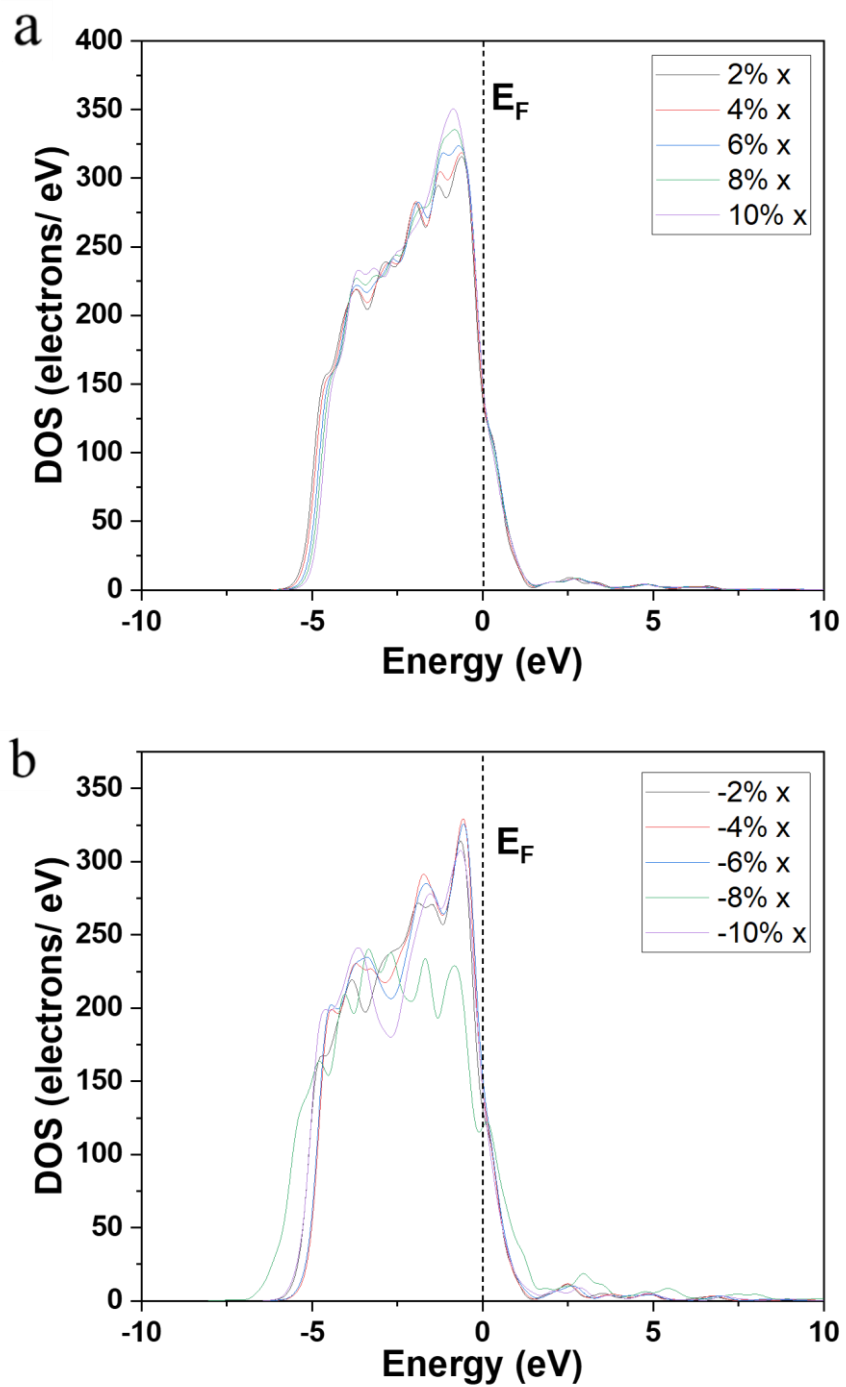 a
400
350
300
250
200
150
100
50
0
DOS (electrons/ eV)
E_F
2% x
4% x
6% x
8% x
10% x
-10
-5
0
5
10
Energy (eV)
b
350
300
250
200
150
100
50
0
DOS (electrons/ eV)
E_F
-2% x
-4% x
-6% x
-8% x
-10% x
-10
-5
0
5
10
Energy (eV)